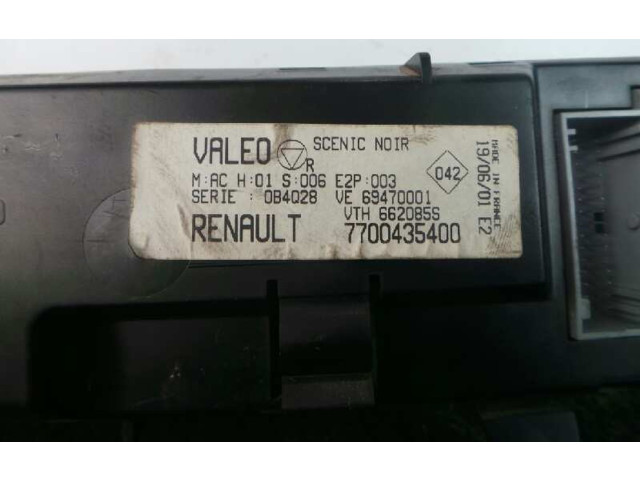 VALEO R SCENIC NOIR
M:AC H:01 S:006 E2P:003
SERIE : 0B4Q28 VE 69470001
VTH 662085S
RENAULT 7700435400
042
MADE IN FRANCE
19/06/01 E2